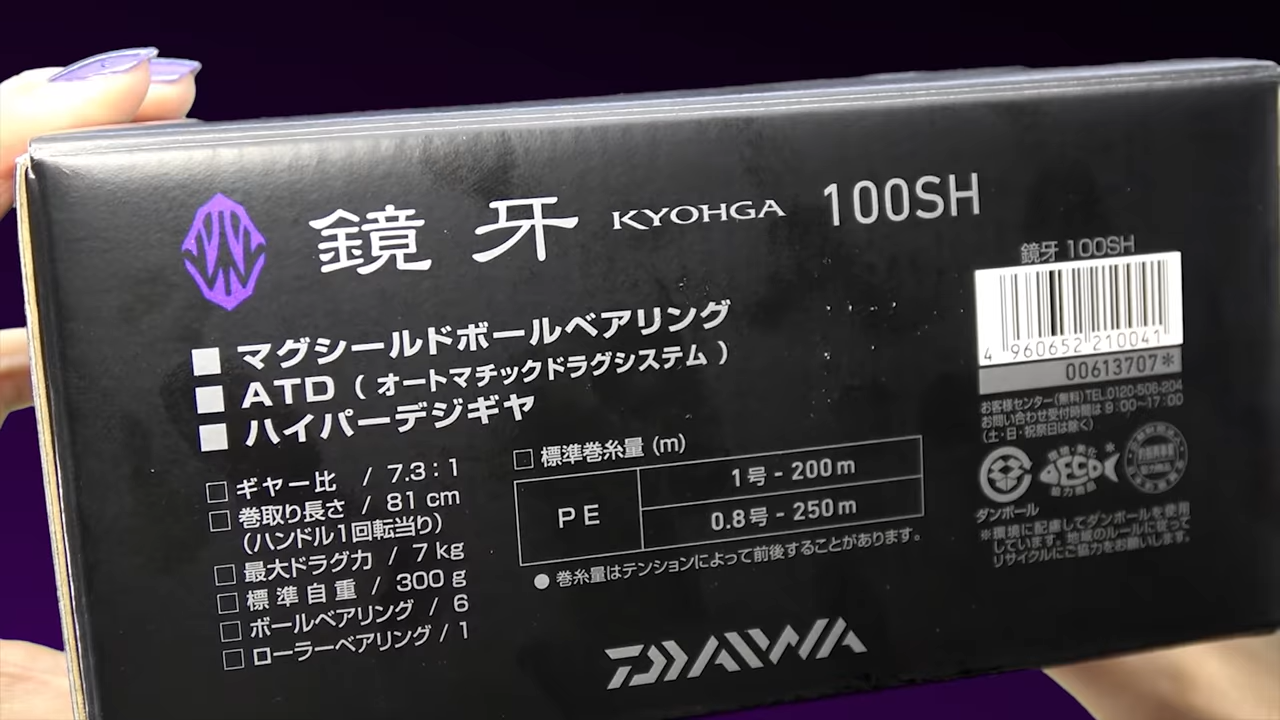 鏡牙 KYOHGA 100SH
■ マグシールドボールベアリング
■ ATD（オートマチックドラグシステム）
■ ハイパーデジギヤ
□ ギヤー比 / 7.3：1
□ 巻取り長さ / 81 cm
（ハンドル1回転当り）
□ 最大ドラグ力 / 7 kg
□ 標準自重 / 300 g
□ ボールベアリング / 6
□ ローラーベアリング / 1
□ 標準巻糸量 (m)
PE
1号 - 200m
0.8号 - 250m
● 巻糸量はテンションによって前後することがあります。
DAIWA
鏡牙 100SH
4 960652 210041
00613707*
お客様センター（無料）TEL.0120-506-204
お問い合わせ受付時間は 9：00～17：00
（土・日・祝祭日は除く）
ECO
協力商品
ダンボール
※環境に配慮してダンボールを使用
しています。地域のルールに従って
リサイクルにご協力をお願いします。